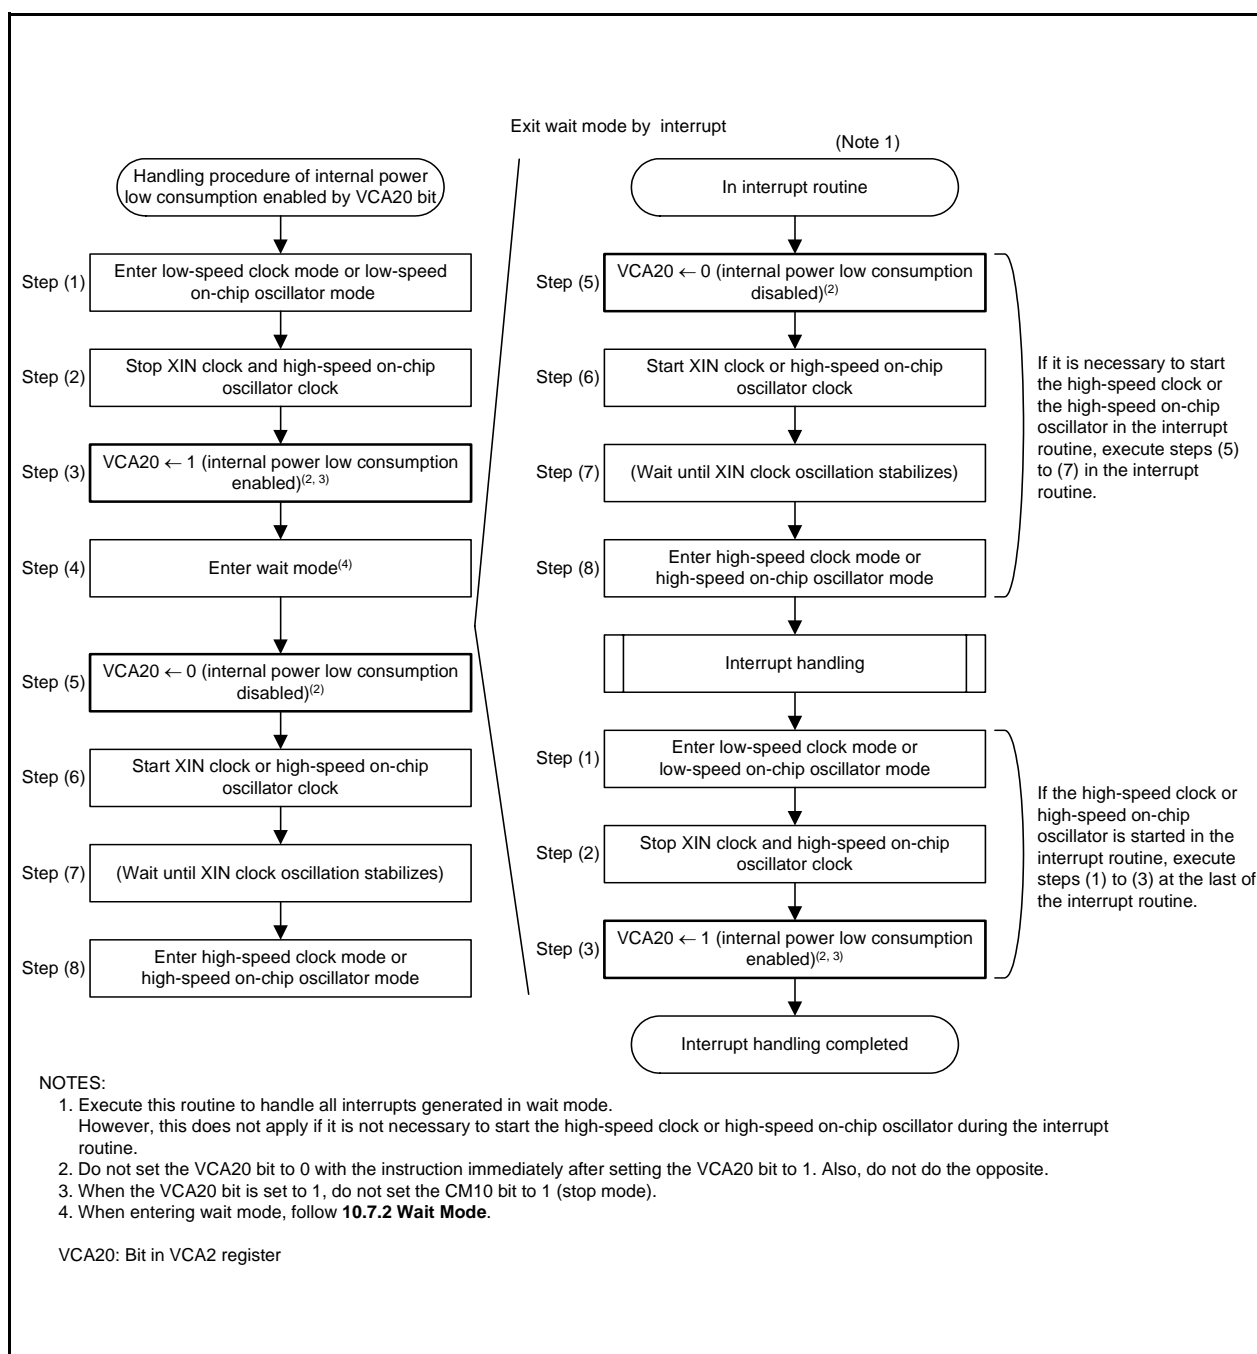 Exit wait mode by interrupt
(Note 1)
Handling procedure of internal power
low consumption enabled by VCA20 bit
Step (1)
Enter low-speed clock mode or low-speed
on-chip oscillator mode
Step (2)
Stop XIN clock and high-speed on-chip
oscillator clock
Step (3)
VCA20 ← 1 (internal power low consumption
enabled)(2, 3)
Step (4)
Enter wait mode(4)
Step (5)
VCA20 ← 0 (internal power low consumption
disabled)(2)
Step (6)
Start XIN clock or high-speed on-chip
oscillator clock
Step (7)
(Wait until XIN clock oscillation stabilizes)
Step (8)
Enter high-speed clock mode or
high-speed on-chip oscillator mode
In interrupt routine
Step (5)
VCA20 ← 0 (internal power low consumption
disabled)(2)
Step (6)
Start XIN clock or high-speed on-chip
oscillator clock
Step (7)
(Wait until XIN clock oscillation stabilizes)
Step (8)
Enter high-speed clock mode or
high-speed on-chip oscillator mode
If it is necessary to start
the high-speed clock or
the high-speed on-chip
oscillator in the interrupt
routine, execute steps (5)
to (7) in the interrupt
routine.
Interrupt handling
Step (1)
Enter low-speed clock mode or
low-speed on-chip oscillator mode
Step (2)
Stop XIN clock and high-speed on-chip
oscillator clock
Step (3)
VCA20 ← 1 (internal power low consumption
enabled)(2, 3)
If the high-speed clock or
high-speed on-chip
oscillator is started in the
interrupt routine, execute
steps (1) to (3) at the last of
the interrupt routine.
Interrupt handling completed
NOTES:
1. Execute this routine to handle all interrupts generated in wait mode.
However, this does not apply if it is not necessary to start the high-speed clock or high-speed on-chip oscillator during the interrupt
routine.
2. Do not set the VCA20 bit to 0 with the instruction immediately after setting the VCA20 bit to 1. Also, do not do the opposite.
3. When the VCA20 bit is set to 1, do not set the CM10 bit to 1 (stop mode).
4. When entering wait mode, follow 10.7.2 Wait Mode.
VCA20: Bit in VCA2 register